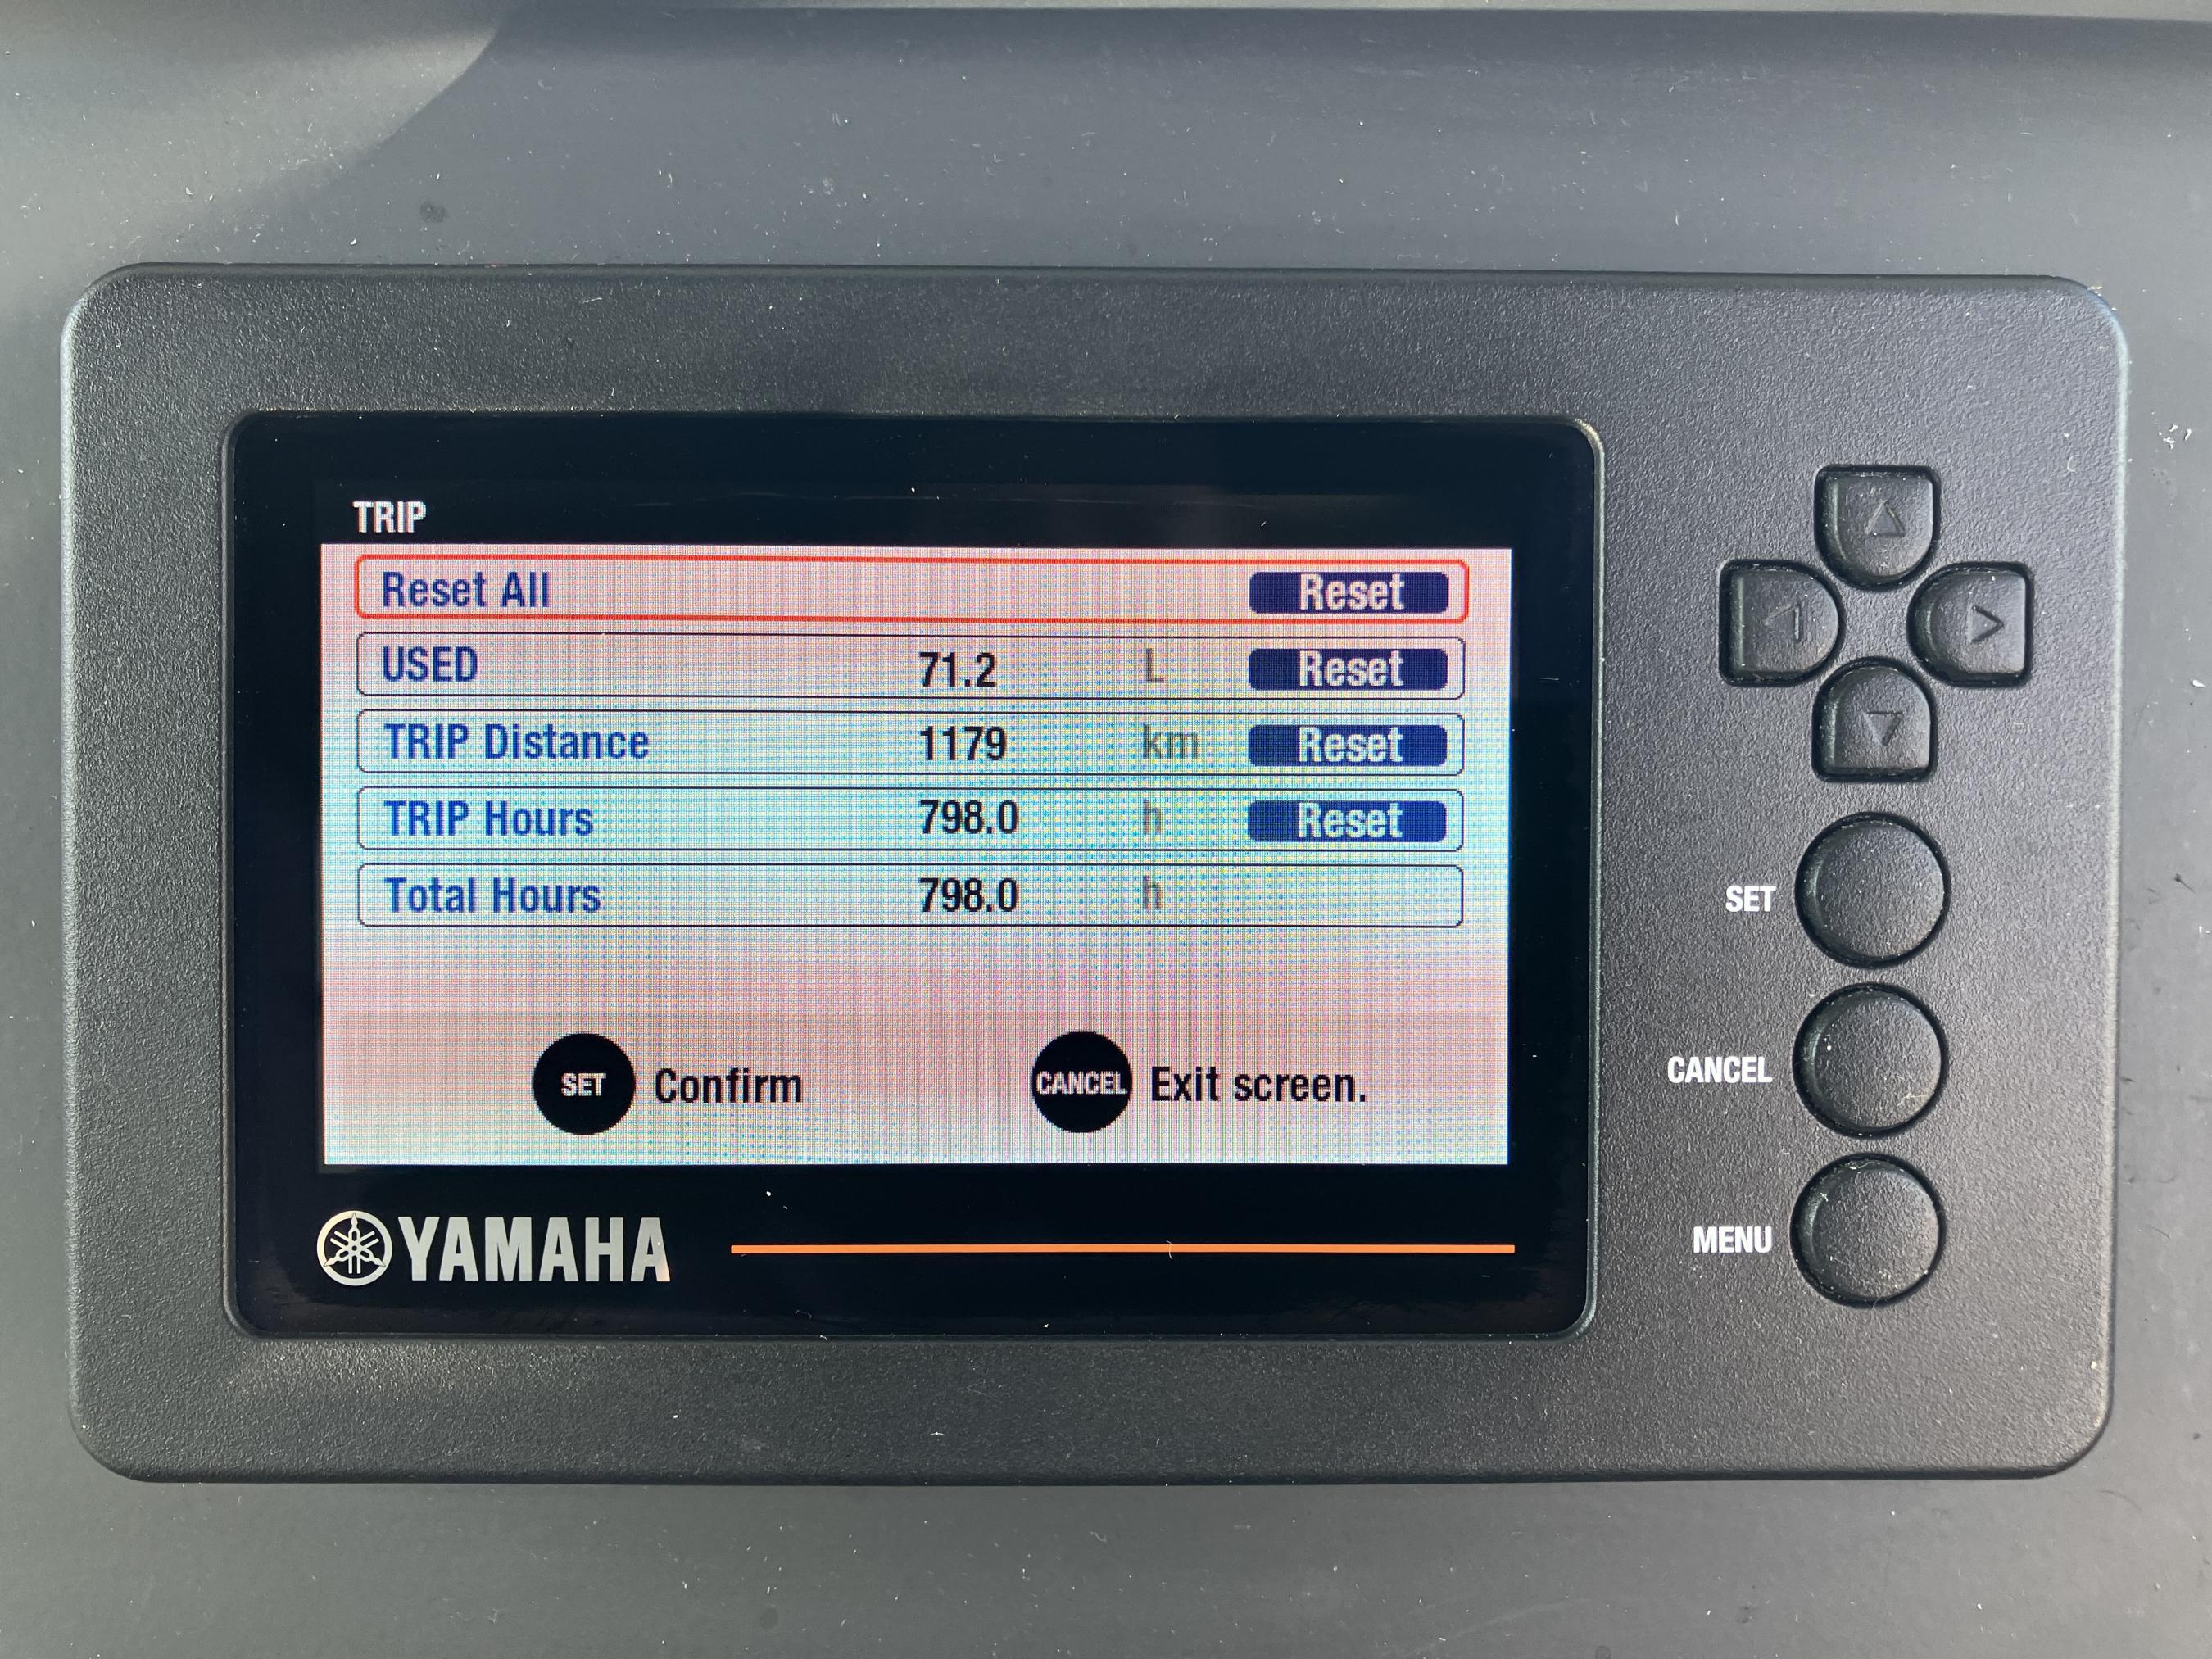 TRIP
Reset All Reset
USED 71.2 L Reset
TRIP Distance 1179 km Reset
TRIP Hours 798.0 h Reset
Total Hours 798.0 h
SET Confirm CANCEL Exit screen.
YAMAHA
SET
CANCEL
MENU